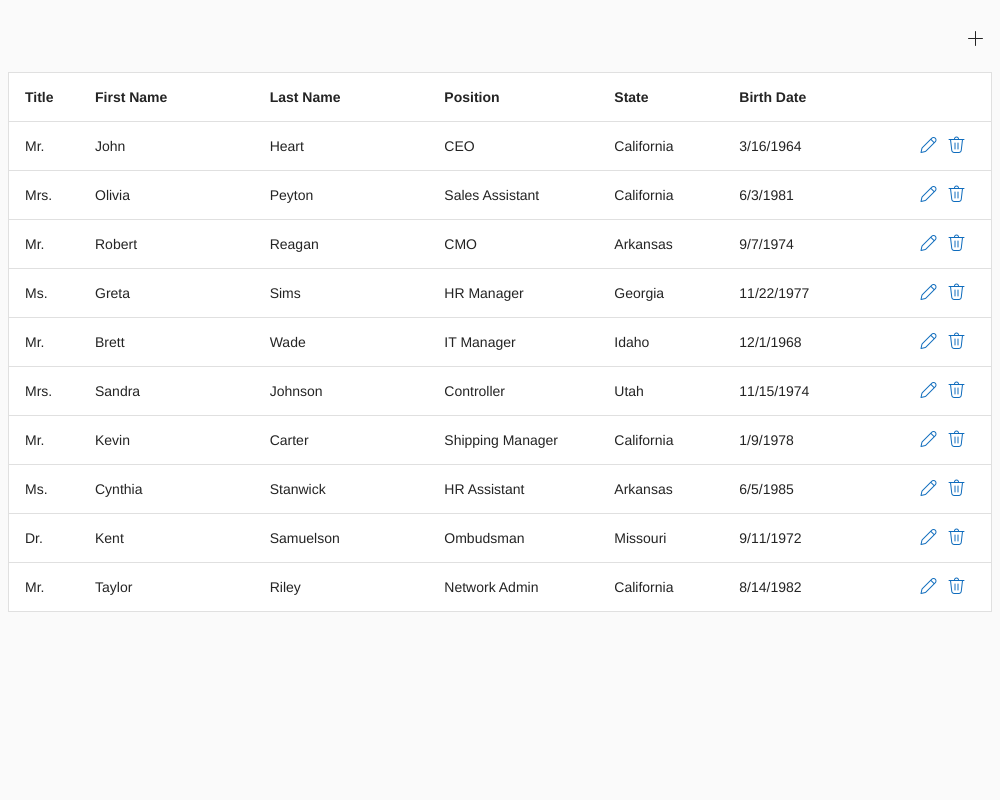 Title First Name Last Name Position State Birth Date
Mr. John Heart CEO California 3/16/1964
Mrs. Olivia Peyton Sales Assistant California 6/3/1981
Mr. Robert Reagan CMO Arkansas 9/7/1974
Ms. Greta Sims HR Manager Georgia 11/22/1977
Mr. Brett Wade IT Manager Idaho 12/1/1968
Mrs. Sandra Johnson Controller Utah 11/15/1974
Mr. Kevin Carter Shipping Manager California 1/9/1978
Ms. Cynthia Stanwick HR Assistant Arkansas 6/5/1985
Dr. Kent Samuelson Ombudsman Missouri 9/11/1972
Mr. Taylor Riley Network Admin California 8/14/1982